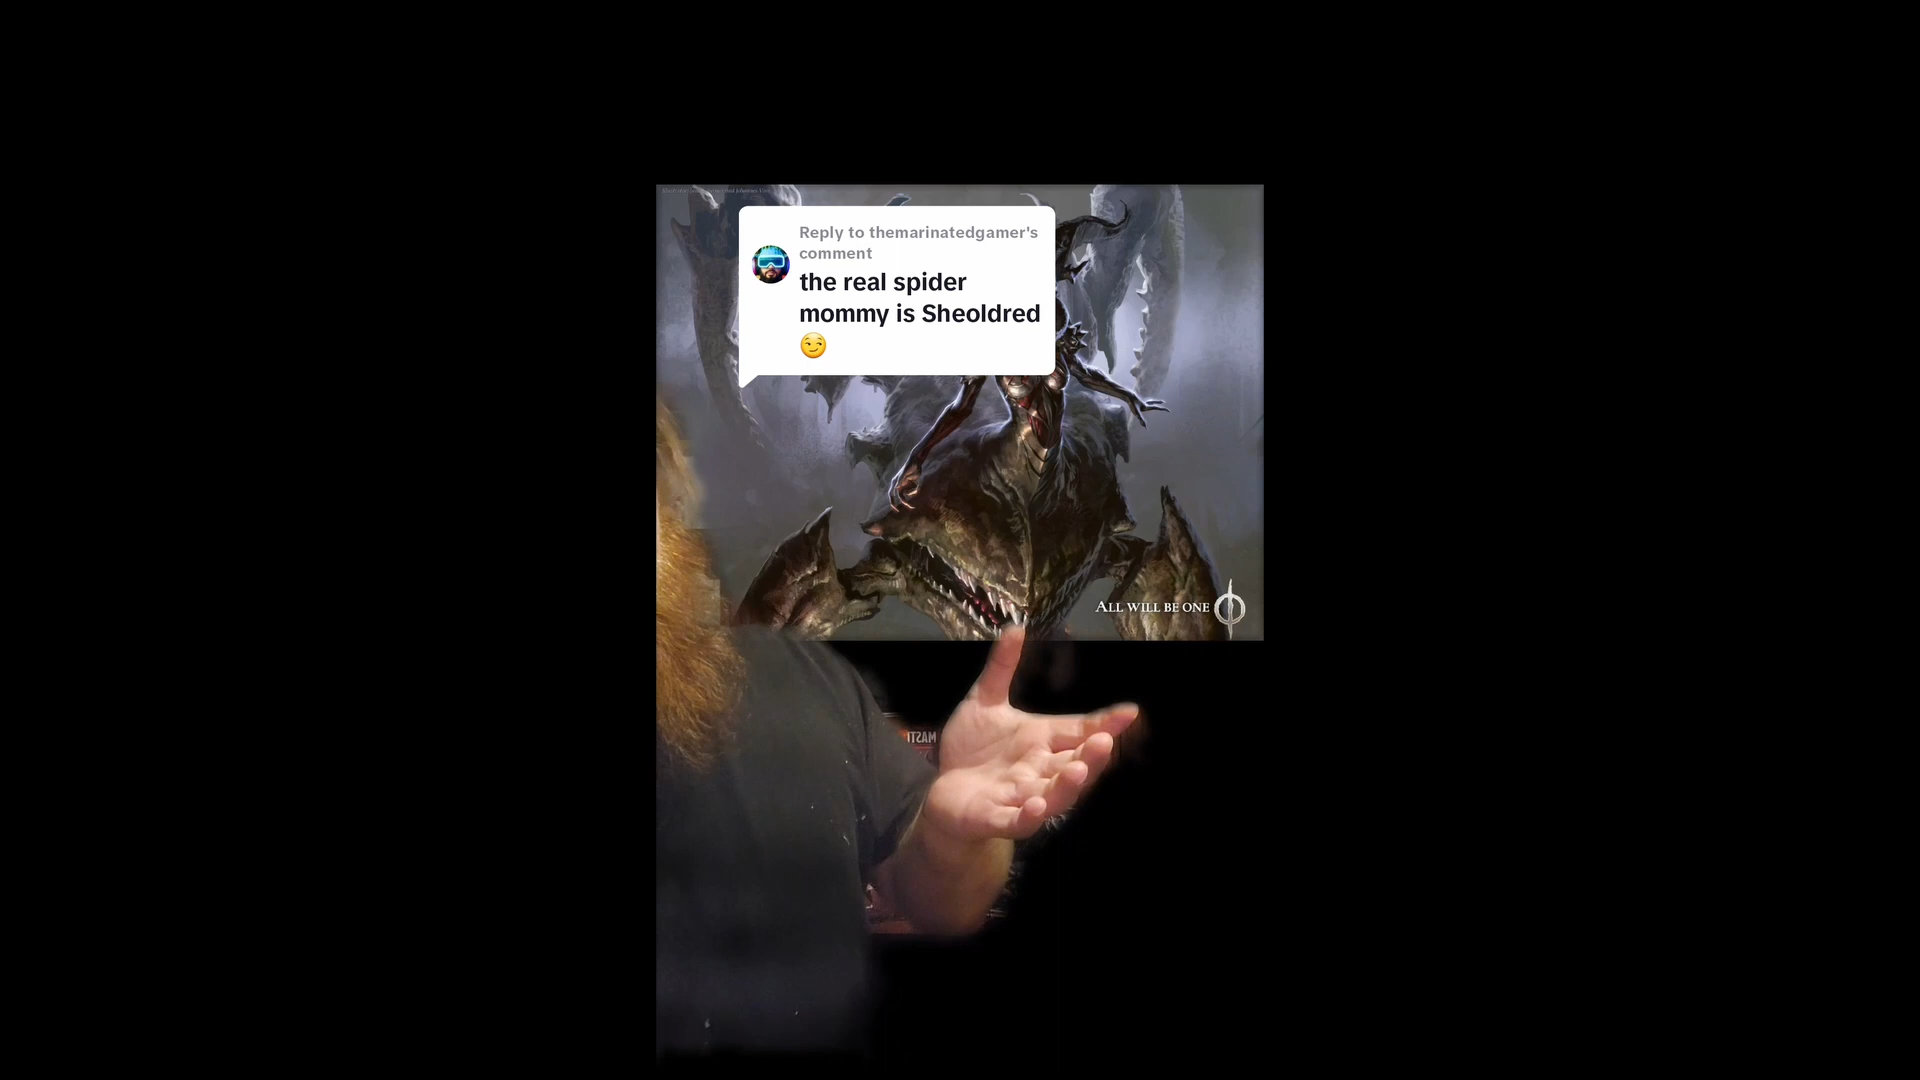 Reply to themarinatedgamer's
comment
the real spider
mommy is Sheoldred
😏
ALL WILL BE ONE